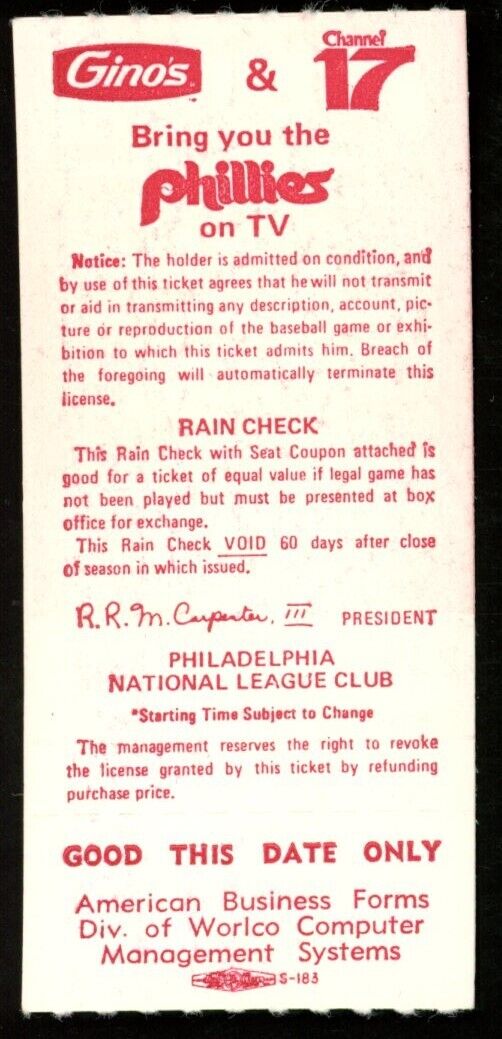 Gino's & Channel 17
Bring you the
Phillies
on TV
Notice: The holder is admitted on condition, and
by use of this ticket agrees that he will not transmit
or aid in transmitting any description, account, pic-
ture or reproduction of the baseball game or exhi-
bition to which this ticket admits him. Breach of
the foregoing will automatically terminate this
license.
RAIN CHECK
This Rain Check with Seat Coupon attached is
good for a ticket of equal value if legal game has
not been played but must be presented at box
office for exchange.
This Rain Check VOID 60 days after close
of season in which issued.
R. R. M. Carpenter, III PRESIDENT
PHILADELPHIA
NATIONAL LEAGUE CLUB
*Starting Time Subject to Change
The management reserves the right to revoke
the license granted by this ticket by refunding
purchase price.
GOOD THIS DATE ONLY
American Business Forms
Div. of Worlco Computer
Management Systems
S-183